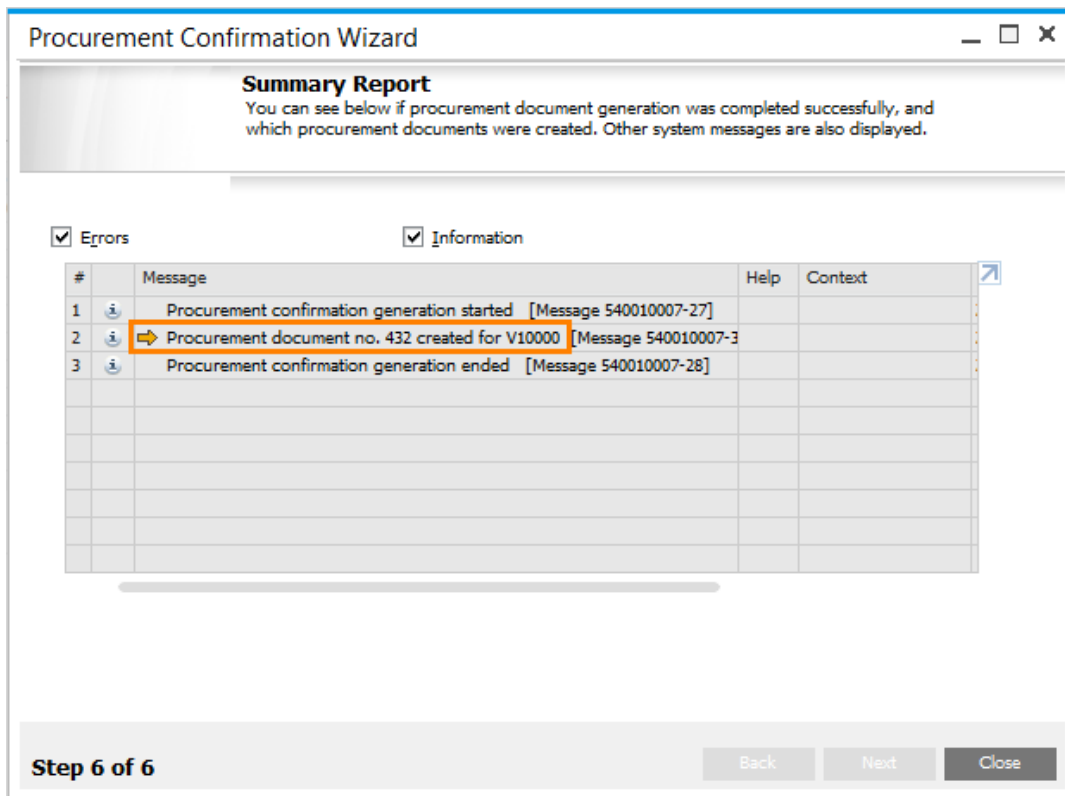 Procurement Confirmation Wizard
Summary Report
You can see below if procurement document generation was completed successfully, and
which procurement documents were created. Other system messages are also displayed.
Errors Information
# Message Help Context
1 Procurement confirmation generation started [Message 540010007-27]
2 Procurement document no. 432 created for V10000 [Message 540010007-3
3 Procurement confirmation generation ended [Message 540010007-28]
Step 6 of 6 Back Next Close